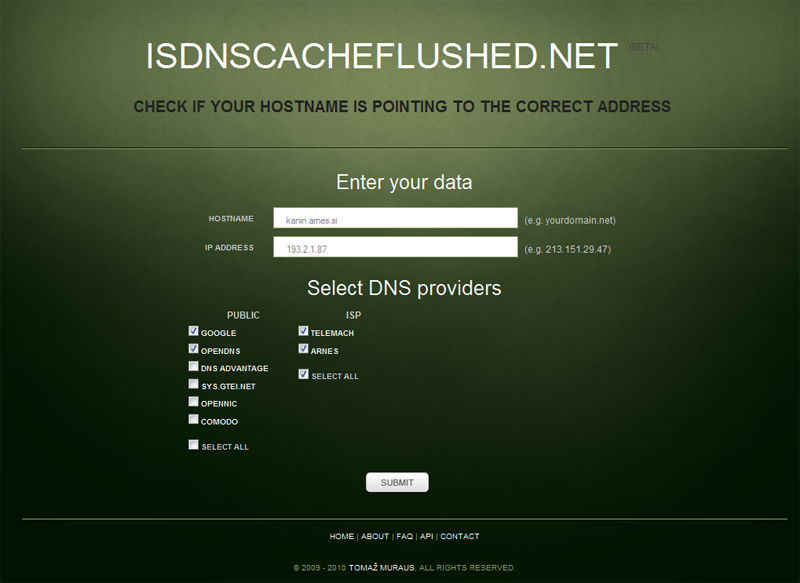 ISDNSCACHEFLUSHED.NET (BETA)
CHECK IF YOUR HOSTNAME IS POINTING TO THE CORRECT ADDRESS
Enter your data
HOSTNAME kanin.arnes.si (e.g. yourdomain.net)
IP ADDRESS 193.2.1.87 (e.g. 213.151.29.47)
Select DNS providers
PUBLIC ISP
GOOGLE TELEMACH
OPENDNS ARNES
DNS ADVANTAGE
SELECT ALL
SYS.GTEI.NET
OPENNIC
COMODO
SELECT ALL
SUBMIT
HOME | ABOUT | FAQ | API | CONTACT
© 2009 - 2010 TOMAŽ MURAUS, ALL RIGHTS RESERVED.